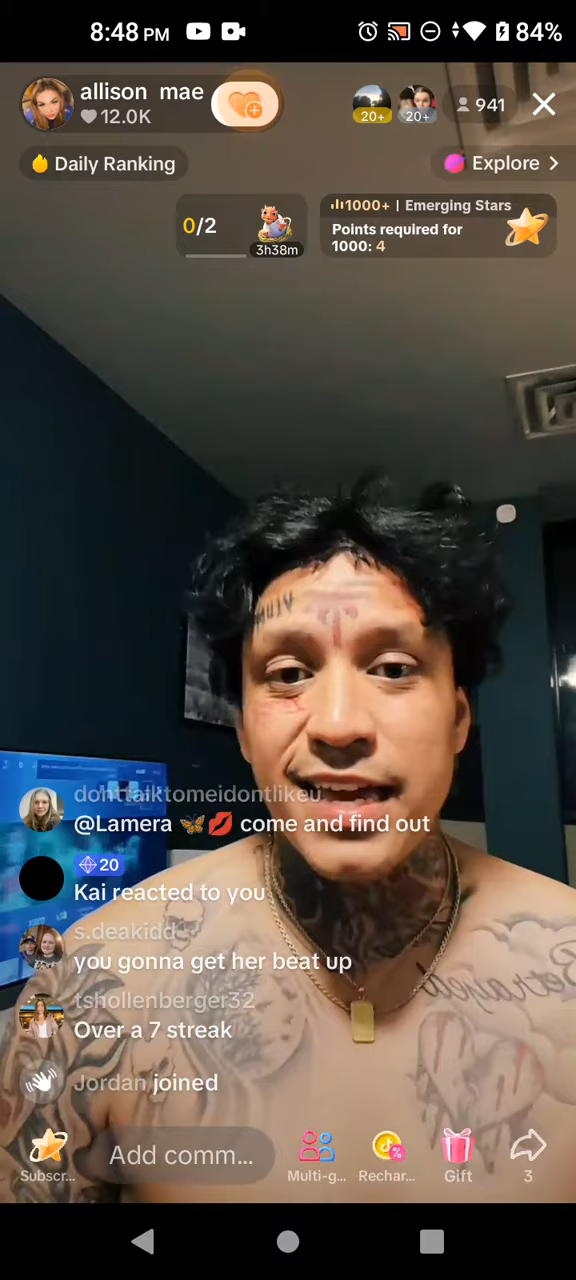 8:48 PM
84%
allison mae
12.0K
20+
20+
941
Daily Ranking
Explore >
0/2
3h38m
1000+ | Emerging Stars
Points required for
1000: 4
donttalktomeidontlikeu
@Lamera 🦋💋 come and find out
20
Kai reacted to you
s.deakidd
you gonna get her beat up
tshollenberger32
Over a 7 streak
Jordan joined
Betrayed
Subscr...
Add comm...
Multi-g...
Rechar...
Gift
3